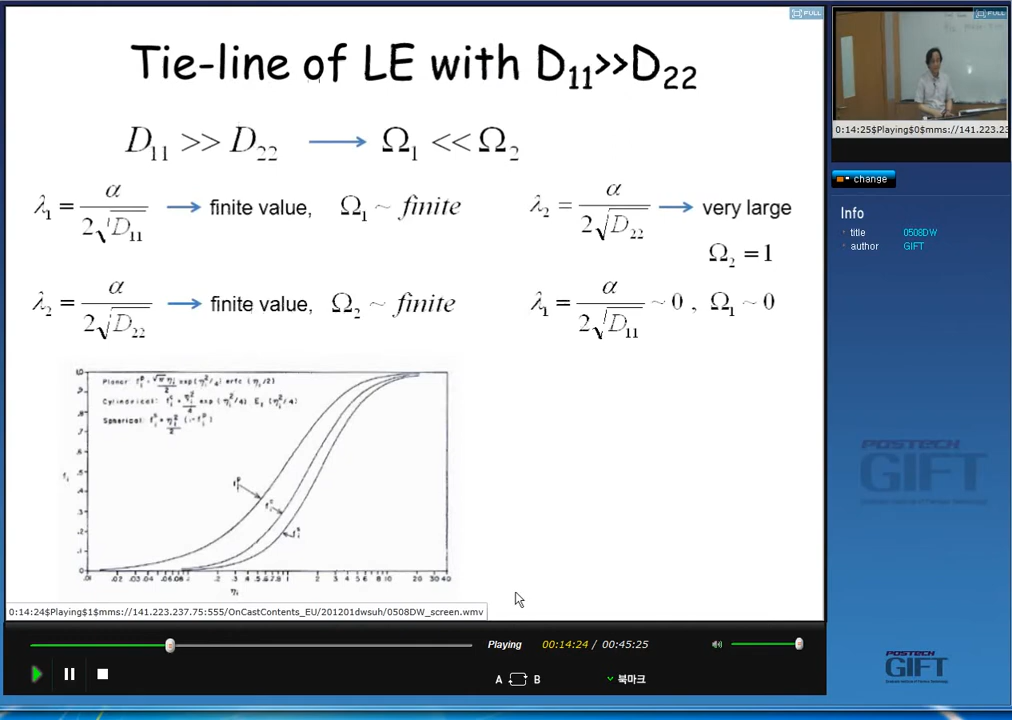 FULL
Tie-line of LE with D₁₁>>D₂₂
D₁₁ >> D₂₂ → Ω₁ << Ω₂
λ₁ = α / 2√D₁₁ → finite value, Ω₁ ~ finite
λ₂ = α / 2√D₂₂ → very large
Ω₂ = 1
λ₂ = α / 2√D₂₂ → finite value, Ω₂ ~ finite
λ₁ = α / 2√D₁₁ ~ 0 , Ω₁ ~ 0
Planar:
Cylindrical:
Spherical:
0:14:24$Playing$1$mms://141.223.237.75:555/OnCastContents_EU/201201dwsuh/0508DW_screen.wmv
Playing 00:14:24 / 00:45:25
A B 북마크
FULL
0:14:25$Playing$0$mms://141.223.23
change
Info
title 0508DW
author GIFT
POSTECH
GIFT
POSTECH
GIFT